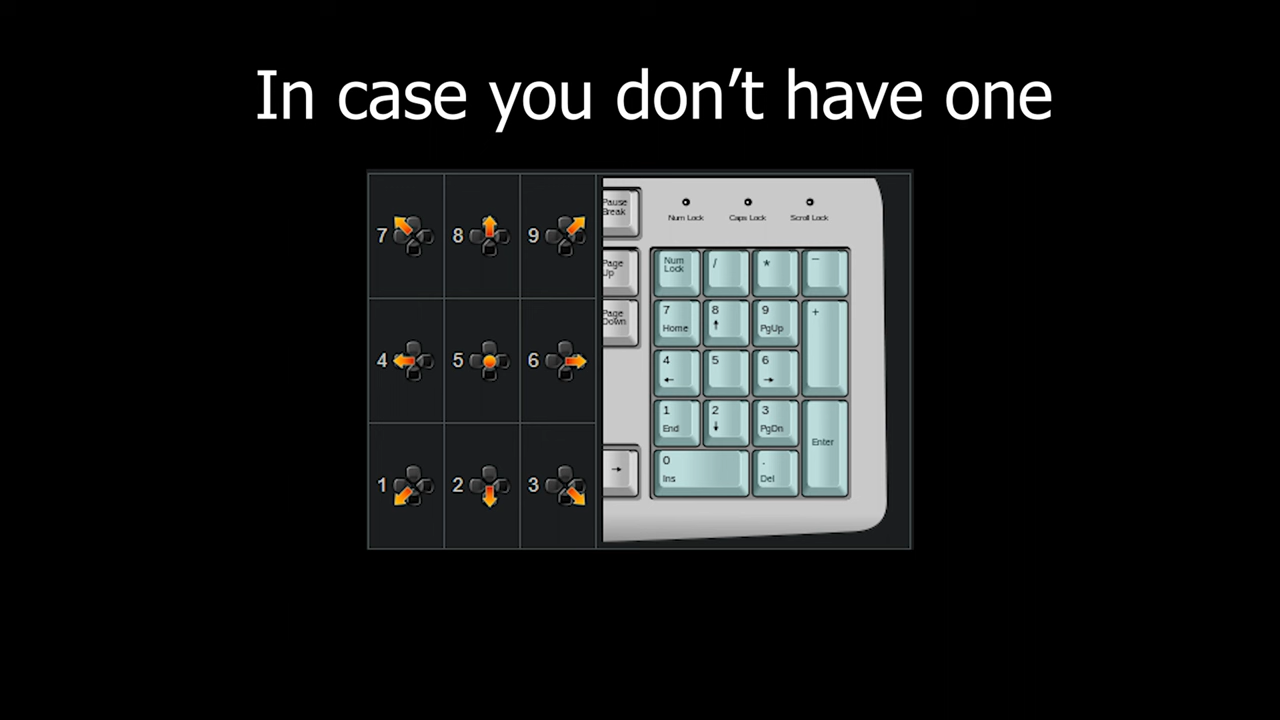 In case you don't have one
7 8 9
4 5 6
1 2 3
Pause
Break
Num Lock Caps Lock Scroll Lock
Page
Up
Page
Down
Num
Lock
/ * −
7
Home
8
↑
9
PgUp
+
4
←
5
6
→
1
End
2
↓
3
PgDn
Enter
→
0
Ins
.
Del